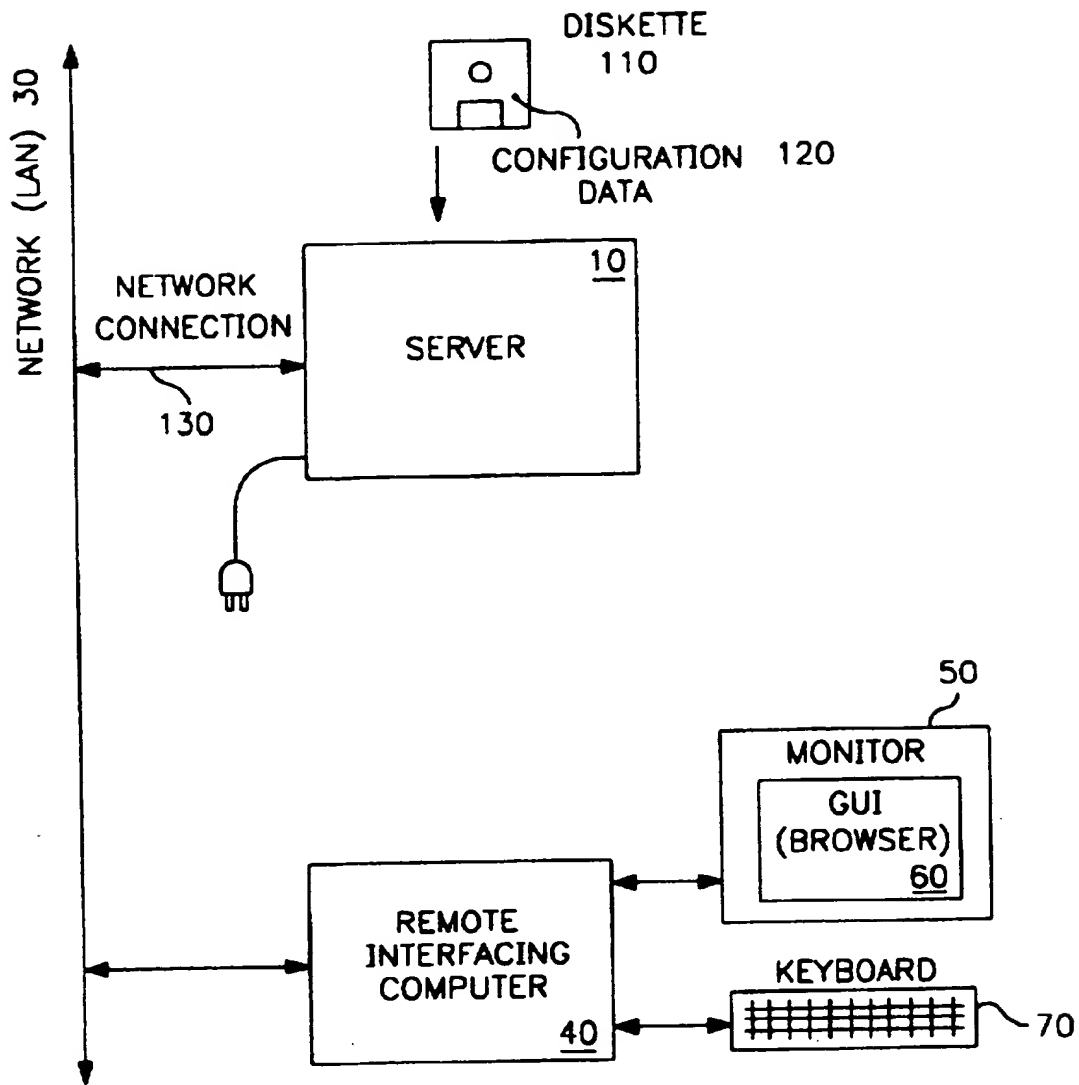 DISKETTE
110
CONFIGURATION 120
DATA
NETWORK (LAN) 30
NETWORK
CONNECTION
130
10
SERVER
50
MONITOR
GUI
(BROWSER)
60
REMOTE
INTERFACING
COMPUTER
40
KEYBOARD
70